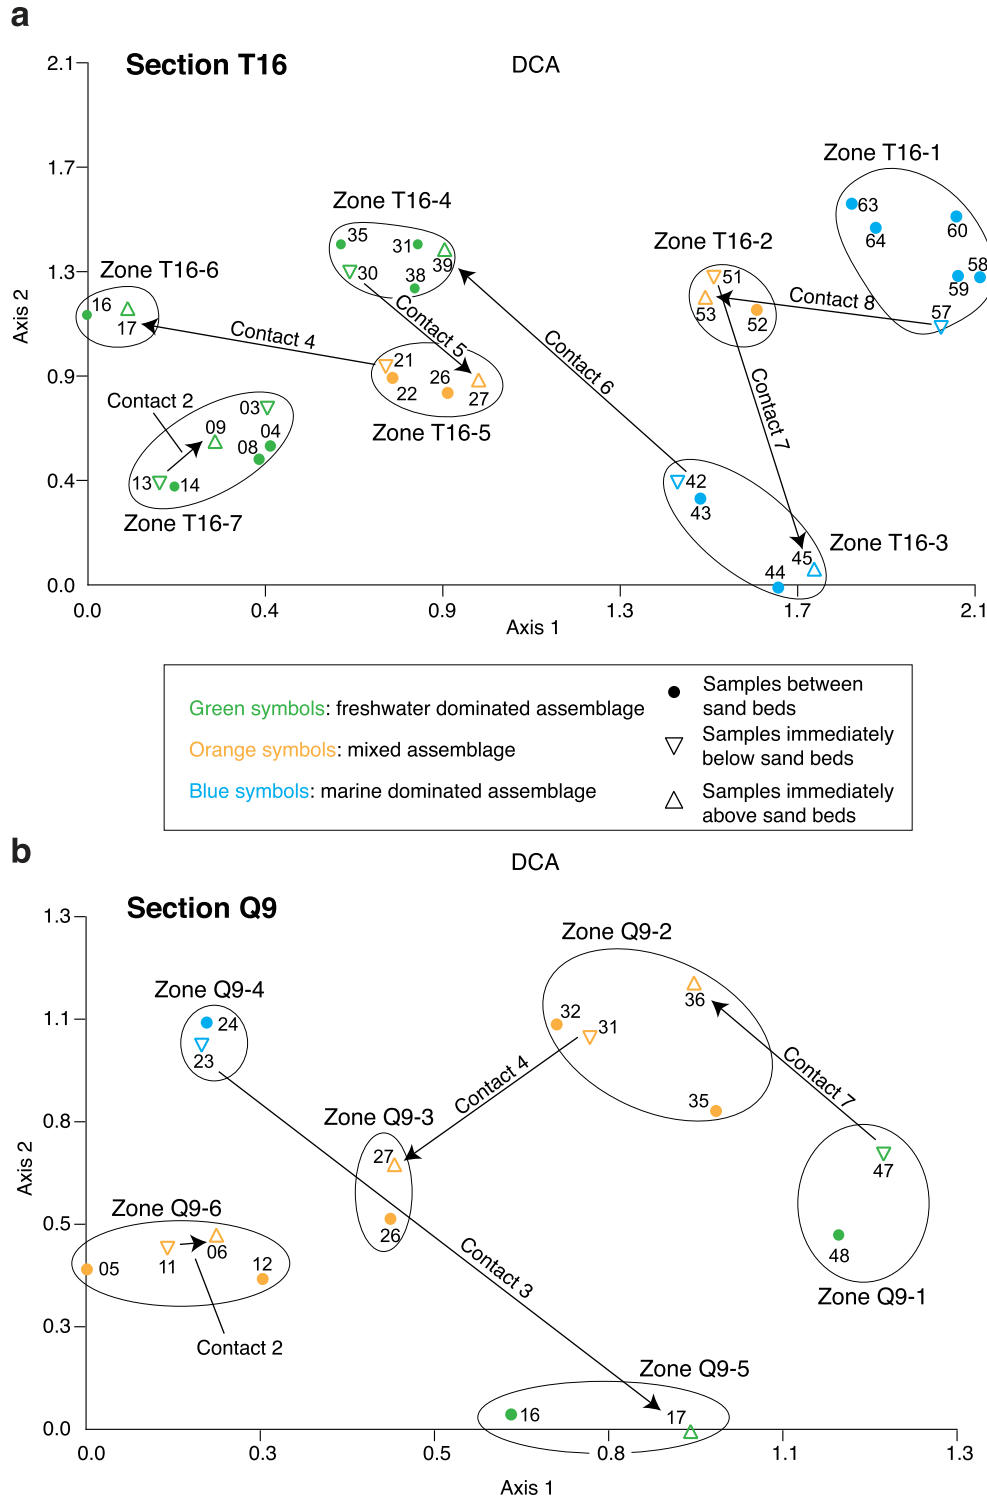 a
Section T16
DCA
2.1
1.7
1.3
0.9
0.4
0.0
Axis 2
0.0
0.4
0.9
1.3
1.7
2.1
Axis 1
Zone T16-1
63
64
60
58
59
57
Zone T16-2
51
53
52
Contact 8
Zone T16-4
35
31
30
38
39
Zone T16-6
16
17
Contact 4
Contact 5
Contact 6
Contact 7
21
22
26
27
Zone T16-5
Contact 2
03
09
04
08
13
14
Zone T16-7
42
43
44
45
Zone T16-3
Green symbols: freshwater dominated assemblage
Orange symbols: mixed assemblage
Blue symbols: marine dominated assemblage
Samples between
sand beds
Samples immediately
below sand beds
Samples immediately
above sand beds
b
DCA
Section Q9
1.3
1.1
0.8
0.5
0.3
0.0
Axis 2
0.0
0.3
0.5
0.8
1.1
1.3
Axis 1
Zone Q9-2
36
32
31
35
Zone Q9-4
24
23
Contact 4
Contact 7
Zone Q9-3
27
26
47
48
Zone Q9-1
Zone Q9-6
05
11
06
12
Contact 2
Contact 3
Zone Q9-5
16
17